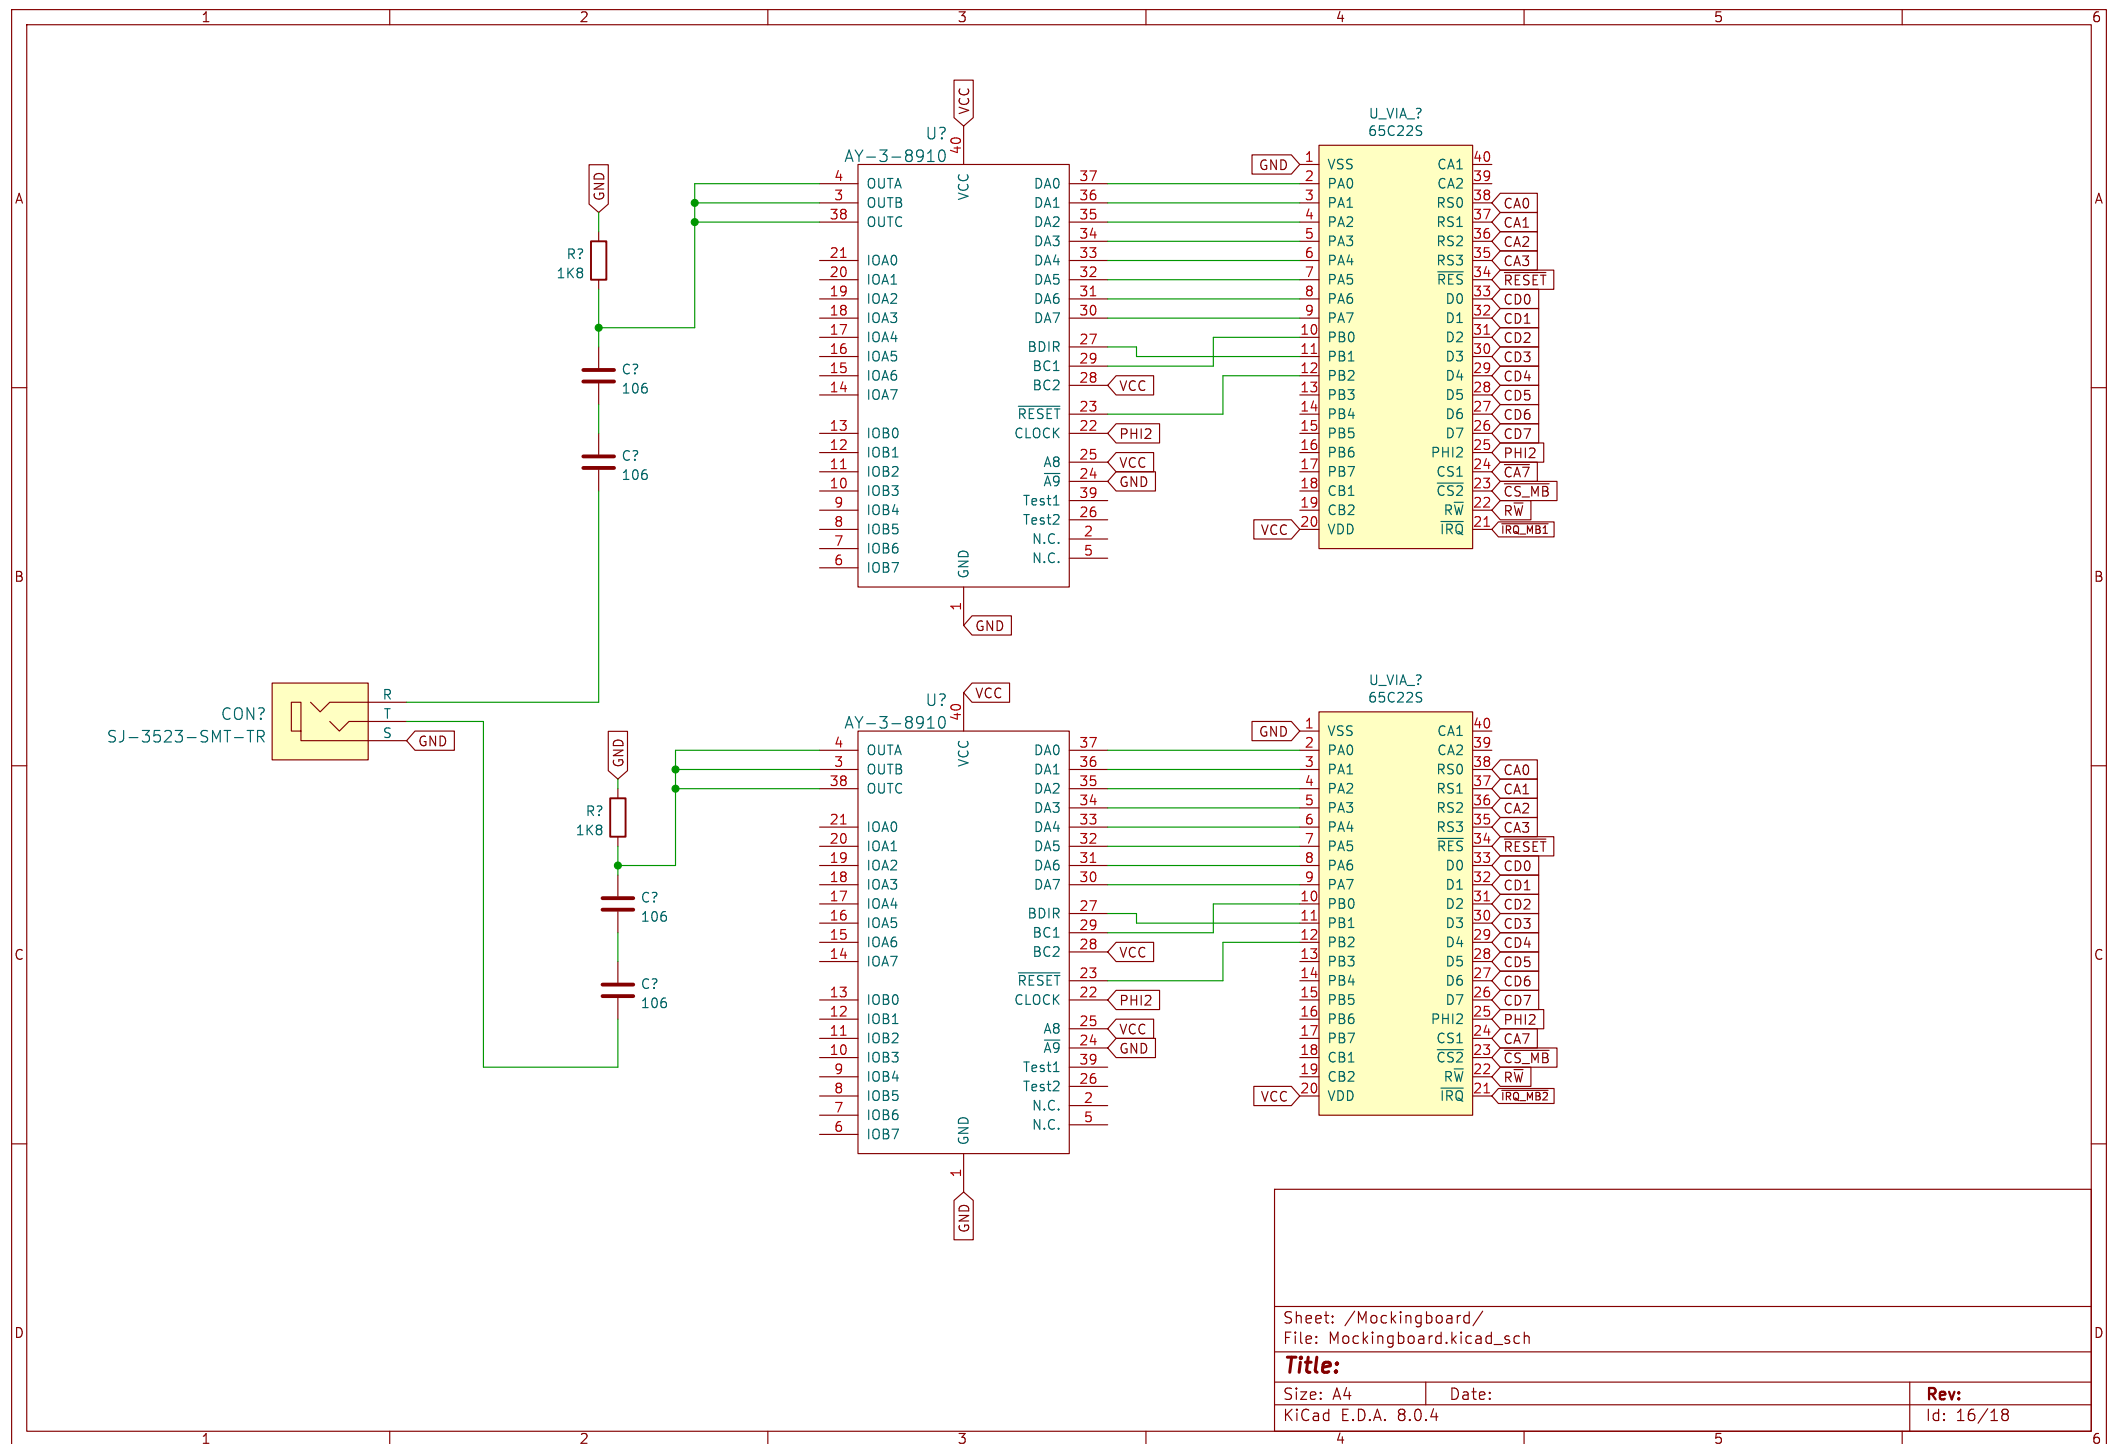 1 2 3 4 5 6
A A
B B
C C
D D
VCC
40
U?
AY-3-8910
4 OUTA
3 OUTB
38 OUTC
21 IOA0
20 IOA1
19 IOA2
18 IOA3
17 IOA4
16 IOA5
15 IOA6
14 IOA7
13 IOB0
12 IOB1
11 IOB2
10 IOB3
9 IOB4
8 IOB5
7 IOB6
6 IOB7
VCC
GND
DA0 37
DA1 36
DA2 35
DA3 34
DA4 33
DA5 32
DA6 31
DA7 30
BDIR 27
BC1 29
BC2 28 VCC
RESET 23
CLOCK 22 PHI2
A8 25 VCC
A9 24 GND
Test1 39
Test2 26
N.C. 2
N.C. 5
1
GND
GND
R?
1K8
C?
106
C?
106
U_VIA_?
65C22S
GND 1 VSS
2 PA0
3 PA1
4 PA2
5 PA3
6 PA4
7 PA5
8 PA6
9 PA7
10 PB0
11 PB1
12 PB2
13 PB3
14 PB4
15 PB5
16 PB6
17 PB7
18 CB1
19 CB2
VCC 20 VDD
CA1 40
CA2 39
RS0 38 CA0
RS1 37 CA1
RS2 36 CA2
RS3 35 CA3
RES 34 RESET
D0 33 CD0
D1 32 CD1
D2 31 CD2
D3 30 CD3
D4 29 CD4
D5 28 CD5
D6 27 CD6
D7 26 CD7
PHI2 25 PHI2
CS1 24 CA7
CS2 23 CS_MB
RW 22 RW
IRQ 21 IRQ_MB1
CON?
SJ-3523-SMT-TR
R
T
S GND
GND
R?
1K8
C?
106
C?
106
VCC
40
U?
AY-3-8910
4 OUTA
3 OUTB
38 OUTC
21 IOA0
20 IOA1
19 IOA2
18 IOA3
17 IOA4
16 IOA5
15 IOA6
14 IOA7
13 IOB0
12 IOB1
11 IOB2
10 IOB3
9 IOB4
8 IOB5
7 IOB6
6 IOB7
VCC
GND
DA0 37
DA1 36
DA2 35
DA3 34
DA4 33
DA5 32
DA6 31
DA7 30
BDIR 27
BC1 29
BC2 28 VCC
RESET 23
CLOCK 22 PHI2
A8 25 VCC
A9 24 GND
Test1 39
Test2 26
N.C. 2
N.C. 5
1
GND
U_VIA_?
65C22S
GND 1 VSS
2 PA0
3 PA1
4 PA2
5 PA3
6 PA4
7 PA5
8 PA6
9 PA7
10 PB0
11 PB1
12 PB2
13 PB3
14 PB4
15 PB5
16 PB6
17 PB7
18 CB1
19 CB2
VCC 20 VDD
CA1 40
CA2 39
RS0 38 CA0
RS1 37 CA1
RS2 36 CA2
RS3 35 CA3
RES 34 RESET
D0 33 CD0
D1 32 CD1
D2 31 CD2
D3 30 CD3
D4 29 CD4
D5 28 CD5
D6 27 CD6
D7 26 CD7
PHI2 25 PHI2
CS1 24 CA7
CS2 23 CS_MB
RW 22 RW
IRQ 21 IRQ_MB2
Sheet: /Mockingboard/
File: Mockingboard.kicad_sch
Title:
Size: A4 Date: Rev:
KiCad E.D.A. 8.0.4 Id: 16/18
1 2 3 4 5 6